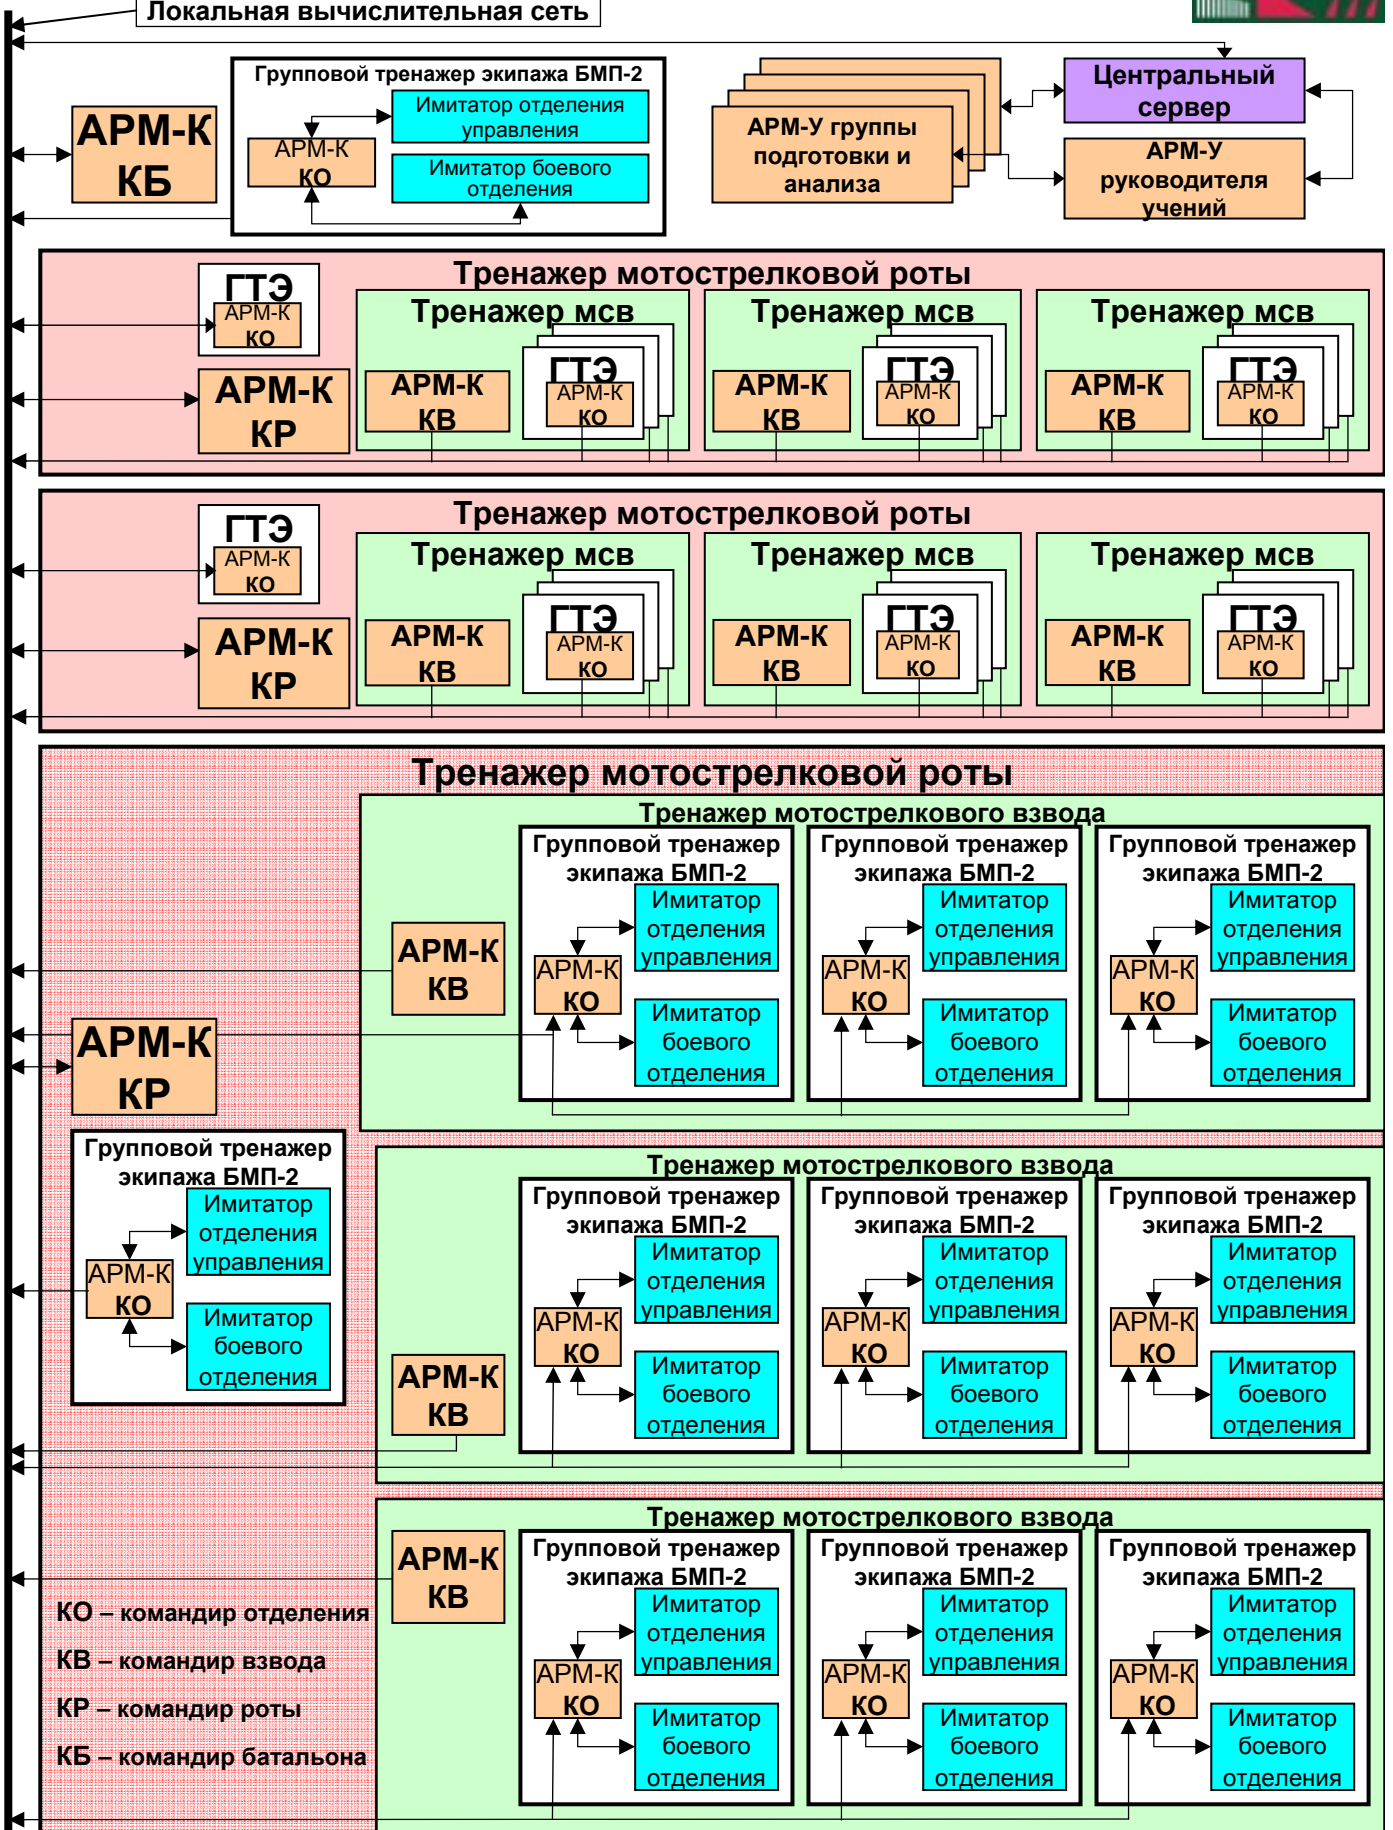 Локальная вычислительная сеть
Групповой тренажер экипажа БМП-2
Имитатор отделения
управления
АРМ-К
КО
Имитатор боевого
отделения
АРМ-К
КБ
АРМ-У группы
подготовки и
анализа
Центральный
сервер
АРМ-У
руководителя
учений
Тренажер мотострелковой роты
ГТЭ
АРМ-К
КО
АРМ-К
КР
Тренажер мсв
АРМ-К
КВ
ГТЭ
АРМ-К
КО
Тренажер мсв
АРМ-К
КВ
ГТЭ
АРМ-К
КО
Тренажер мсв
АРМ-К
КВ
ГТЭ
АРМ-К
КО
Тренажер мотострелковой роты
ГТЭ
АРМ-К
КО
АРМ-К
КР
Тренажер мсв
АРМ-К
КВ
ГТЭ
АРМ-К
КО
Тренажер мсв
АРМ-К
КВ
ГТЭ
АРМ-К
КО
Тренажер мсв
АРМ-К
КВ
ГТЭ
АРМ-К
КО
Тренажер мотострелковой роты
Тренажер мотострелкового взвода
АРМ-К
КВ
Групповой тренажер
экипажа БМП-2
Имитатор
отделения
управления
АРМ-К
КО
Имитатор
боевого
отделения
Групповой тренажер
экипажа БМП-2
Имитатор
отделения
управления
АРМ-К
КО
Имитатор
боевого
отделения
Групповой тренажер
экипажа БМП-2
Имитатор
отделения
управления
АРМ-К
КО
Имитатор
боевого
отделения
АРМ-К
КР
Групповой тренажер
экипажа БМП-2
Имитатор
отделения
управления
АРМ-К
КО
Имитатор
боевого
отделения
Тренажер мотострелкового взвода
АРМ-К
КВ
Групповой тренажер
экипажа БМП-2
Имитатор
отделения
управления
АРМ-К
КО
Имитатор
боевого
отделения
Групповой тренажер
экипажа БМП-2
Имитатор
отделения
управления
АРМ-К
КО
Имитатор
боевого
отделения
Групповой тренажер
экипажа БМП-2
Имитатор
отделения
управления
АРМ-К
КО
Имитатор
боевого
отделения
Тренажер мотострелкового взвода
АРМ-К
КВ
Групповой тренажер
экипажа БМП-2
Имитатор
отделения
управления
АРМ-К
КО
Имитатор
боевого
отделения
Групповой тренажер
экипажа БМП-2
Имитатор
отделения
управления
АРМ-К
КО
Имитатор
боевого
отделения
Групповой тренажер
экипажа БМП-2
Имитатор
отделения
управления
АРМ-К
КО
Имитатор
боевого
отделения
КО – командир отделения
КВ – командир взвода
КР – командир роты
КБ – командир батальона